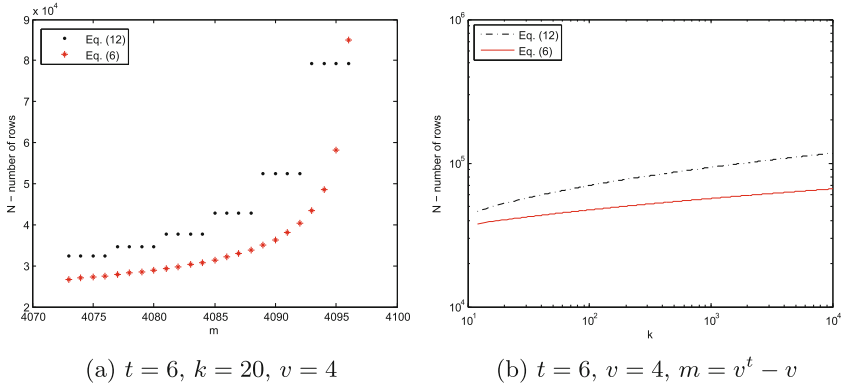 x 10^4
9
8
7
6
5
4
3
2
N – number of rows
Eq. (12)
Eq. (6)
4070 4075 4080 4085 4090 4095 4100
m
(a) t = 6, k = 20, v = 4
10^6
10^5
10^4
N – number of rows
Eq. (12)
Eq. (6)
10^1 10^2 10^3 10^4
k
(b) t = 6, v = 4, m = v^t − v